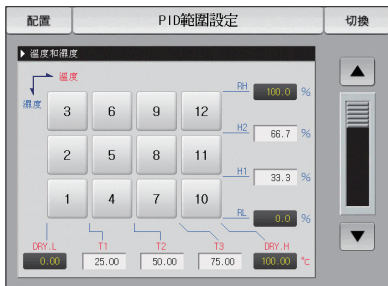 配置 PID範圍設定 切換
溫度和濕度
溫度
濕度
RH 100.0 %
3 6 9 12
H2 66.7 %
2 5 8 11
H1 33.3 %
1 4 7 10
RL 0.0 %
DRY.L T1 T2 T3 DRY.H
0.00 25.00 50.00 75.00 100.00 °c